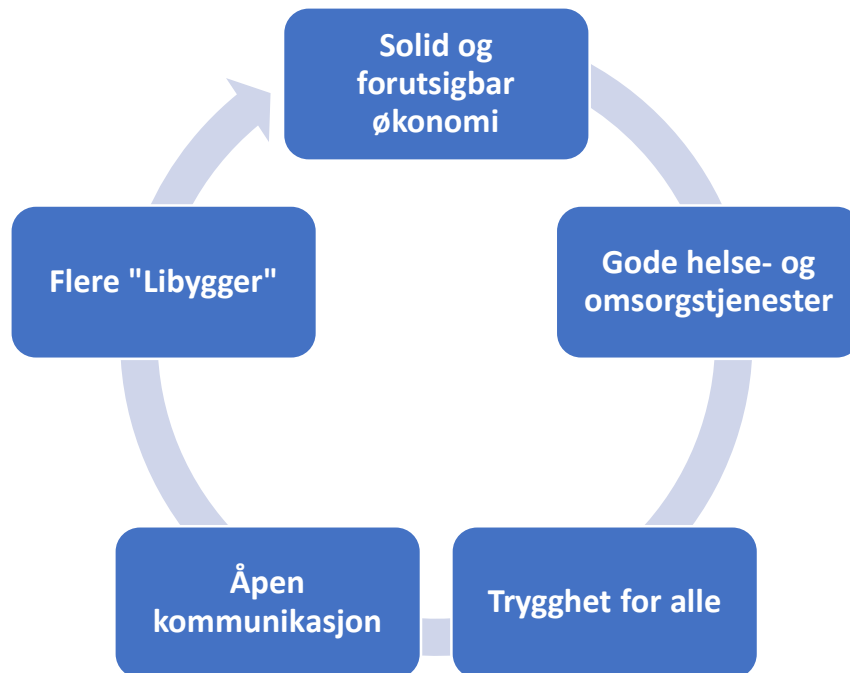 Solid og
forutsigbar
økonomi
Gode helse- og
omsorgstjenester
Trygghet for alle
Åpen
kommunikasjon
Flere "Libygger"